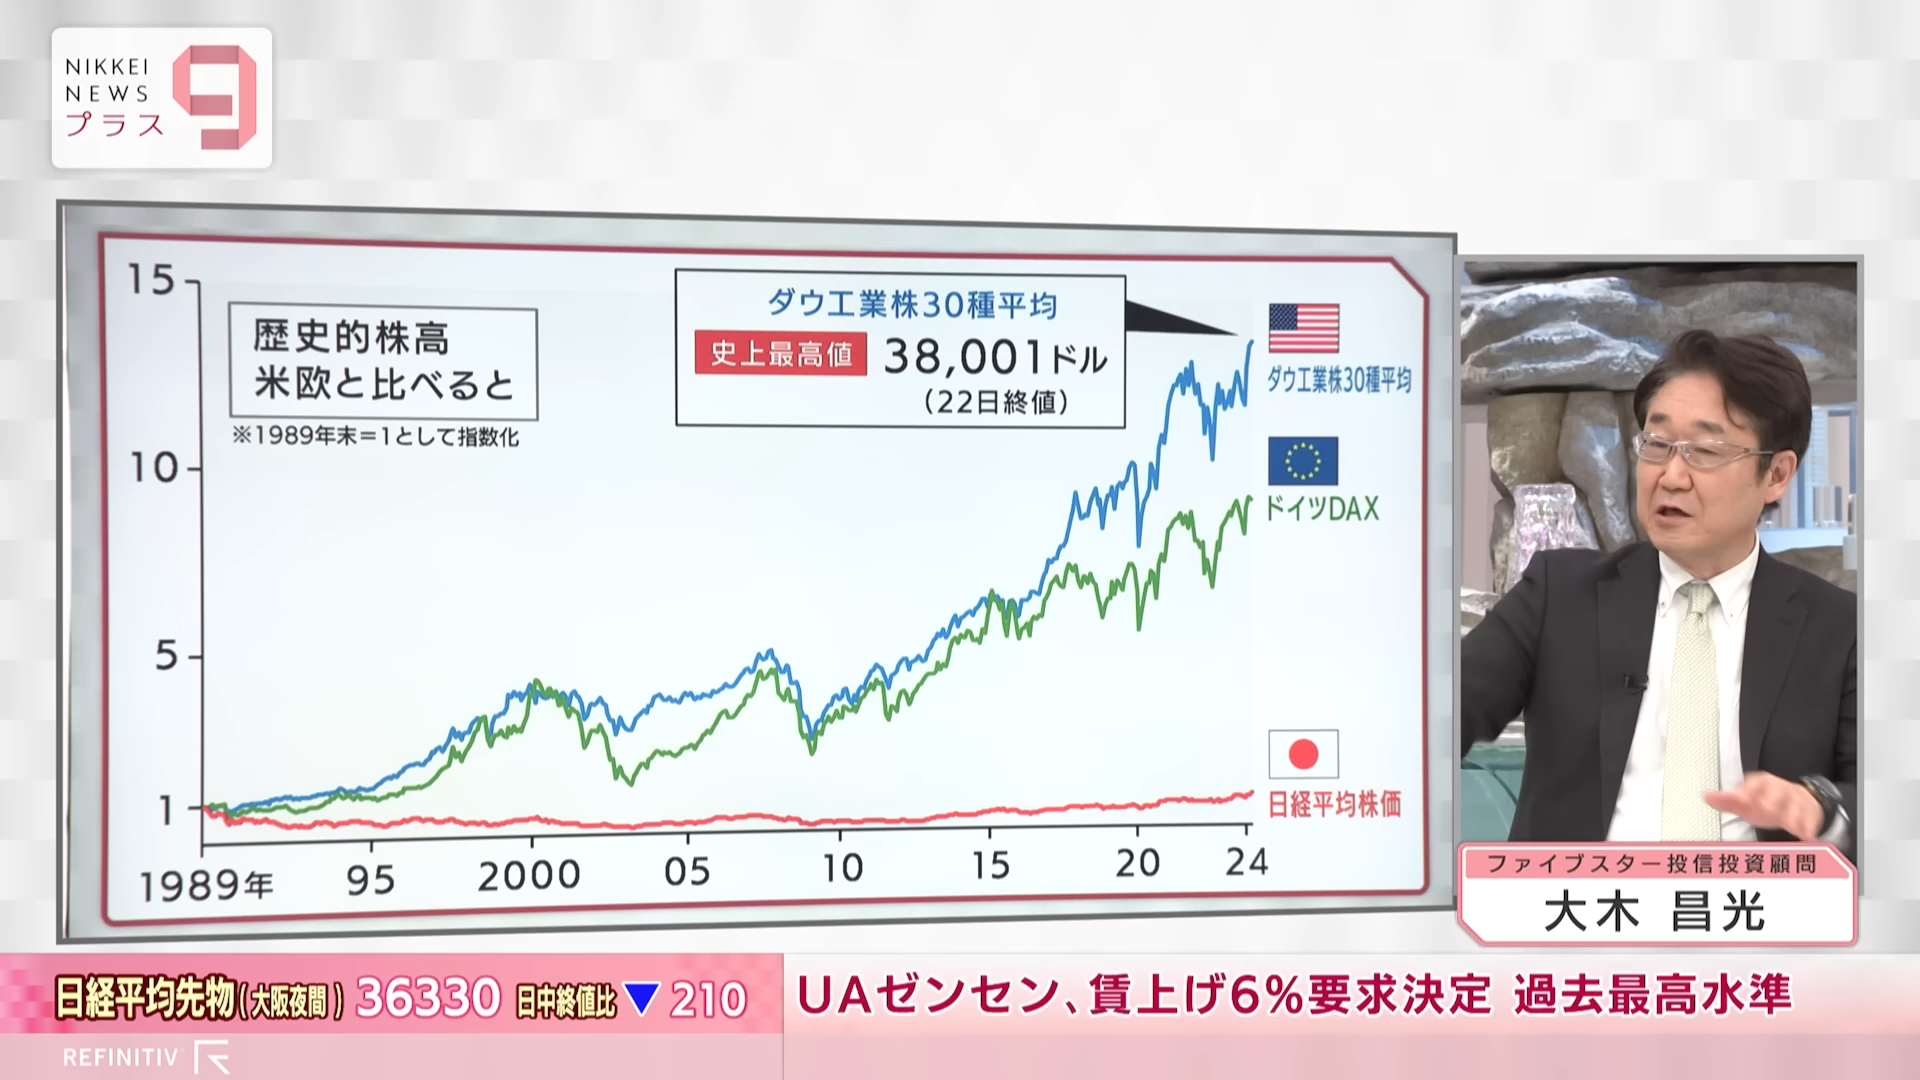 NIKKEI
NEWS
プラス
9
歴史的株高
米欧と比べると
※1989年末=1として指数化
ダウ工業株30種平均
史上最高値 38,001ドル
(22日終値)
15
10
5
1
1989年 95 2000 05 10 15 20 24
ダウ工業株30種平均
ドイツDAX
日経平均株価
ファイブスター投信投資顧問
大木 昌光
日経平均先物(大阪夜間) 36330 日中終値比 ▼ 210
UAゼンセン、賃上げ6%要求決定 過去最高水準
REFINITIV